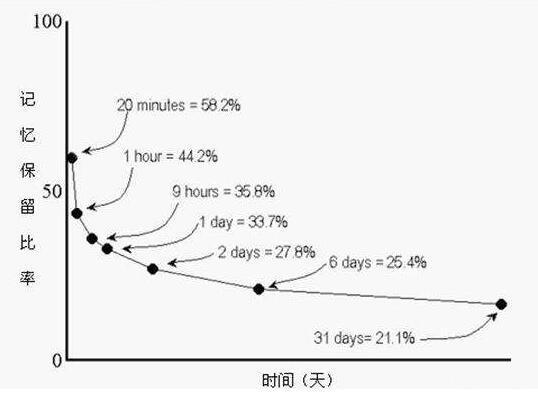 100
20 minutes = 58.2%
1 hour = 44.2%
50
9 hours = 35.8%
1 day = 33.7%
2 days = 27.8%
6 days = 25.4%
31 days= 21.1%
0
记忆保留比率
时间（天）